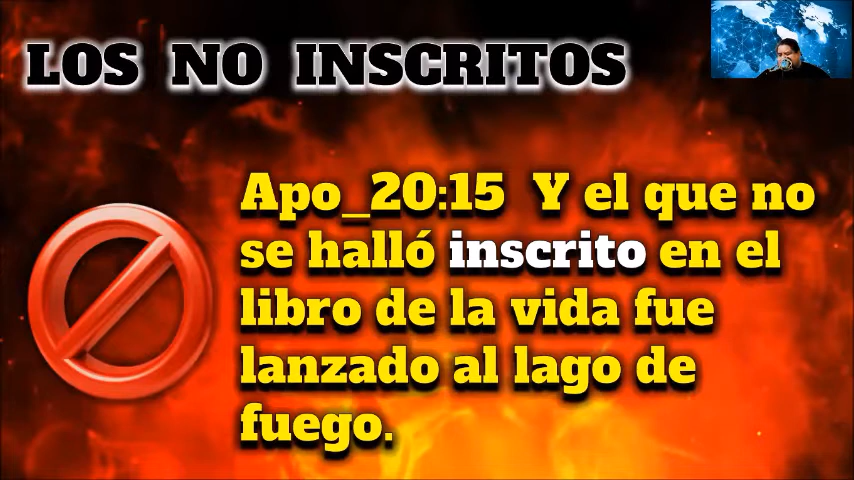 LOS NO INSCRITOS
Apo_20:15 Y el que no
se halló inscrito en el
libro de la vida fue
lanzado al lago de
fuego.